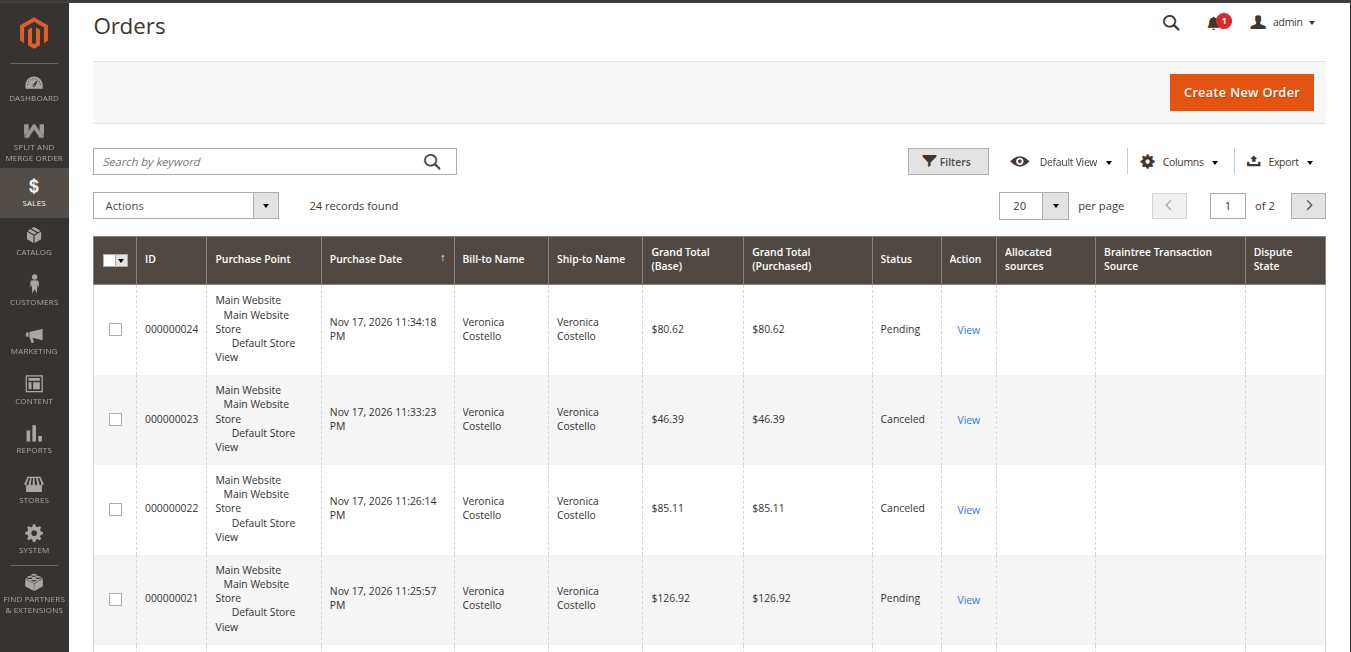 Orders
1
admin
Create New Order
DASHBOARD
SPLIT AND
MERGE ORDER
SALES
CATALOG
CUSTOMERS
MARKETING
CONTENT
REPORTS
STORES
SYSTEM
FIND PARTNERS
& EXTENSIONS
Search by keyword
Filters
Default View
Columns
Export
Actions
24 records found
20
per page
1
of 2
ID
Purchase Point
Purchase Date ↑
Bill-to Name
Ship-to Name
Grand Total
(Base)
Grand Total
(Purchased)
Status
Action
Allocated
sources
Braintree Transaction
Source
Dispute
State
000000024
Main Website
Main Website
Store
Default Store
View
Nov 17, 2026 11:34:18
PM
Veronica
Costello
Veronica
Costello
$80.62
$80.62
Pending
View
000000023
Main Website
Main Website
Store
Default Store
View
Nov 17, 2026 11:33:23
PM
Veronica
Costello
Veronica
Costello
$46.39
$46.39
Canceled
View
000000022
Main Website
Main Website
Store
Default Store
View
Nov 17, 2026 11:26:14
PM
Veronica
Costello
Veronica
Costello
$85.11
$85.11
Canceled
View
000000021
Main Website
Main Website
Store
Default Store
View
Nov 17, 2026 11:25:57
PM
Veronica
Costello
Veronica
Costello
$126.92
$126.92
Pending
View